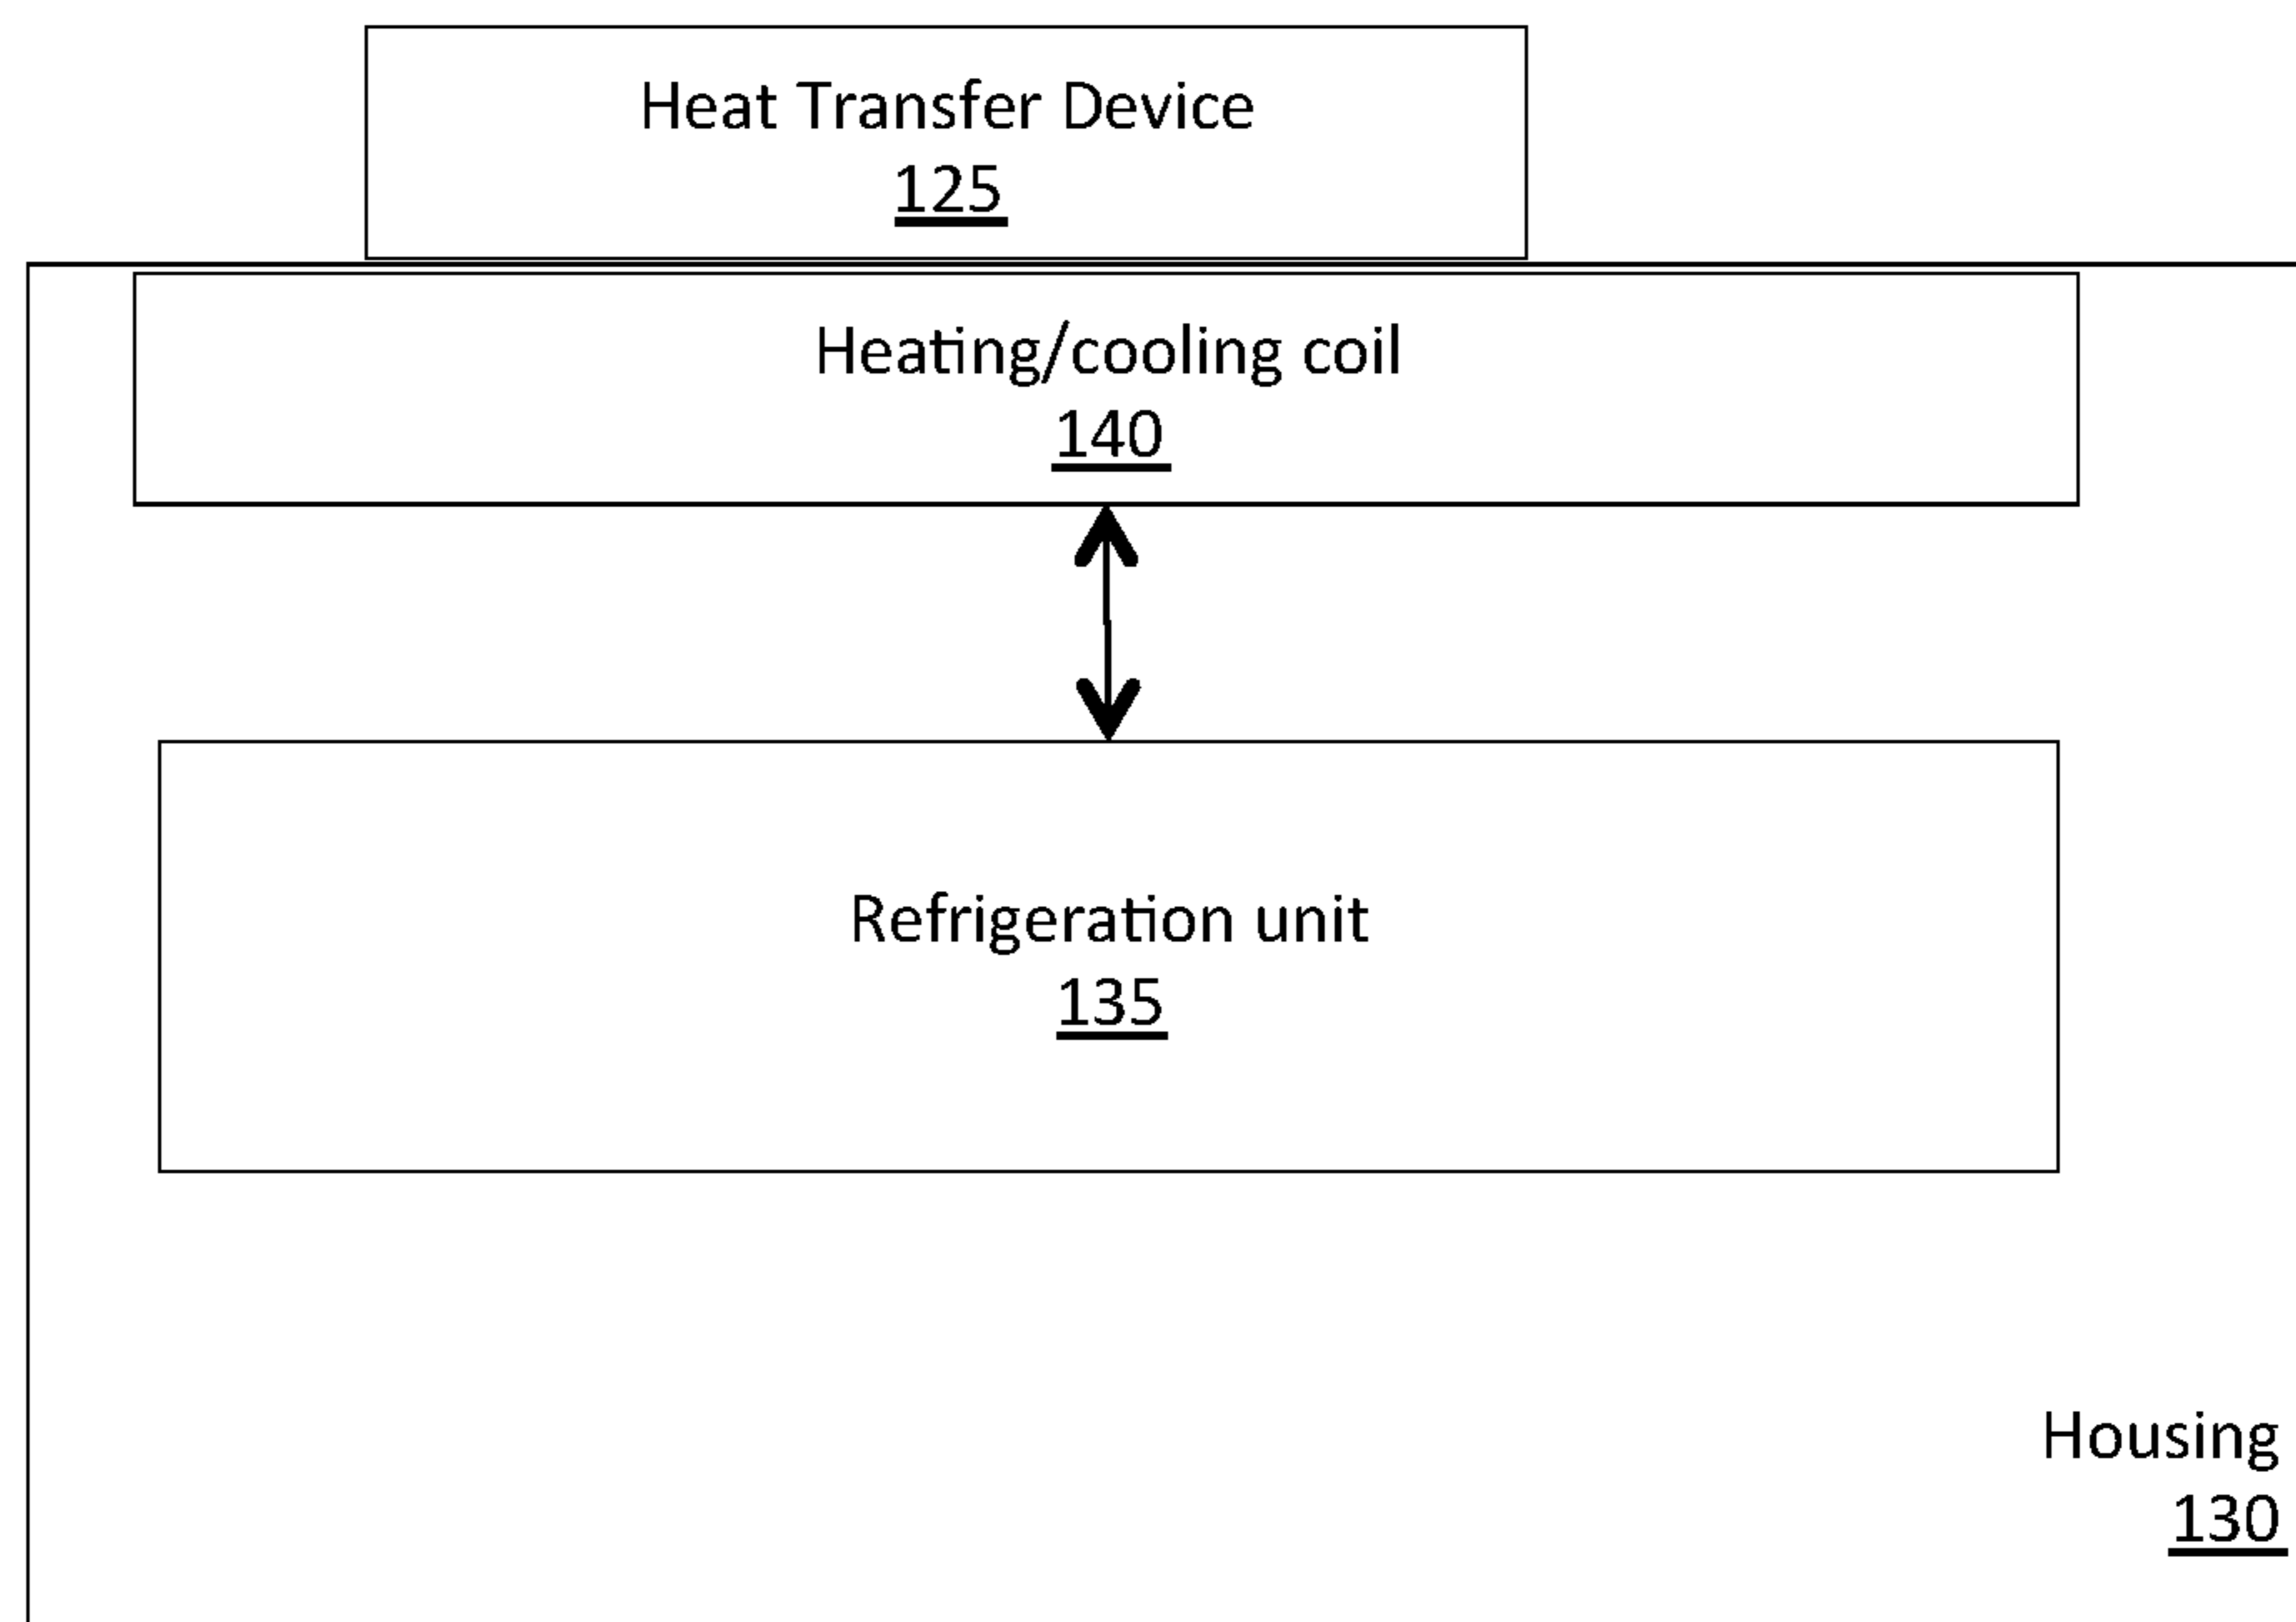 Heat Transfer Device
125
Heating/cooling coil
140
Refrigeration unit
135
Housing
130